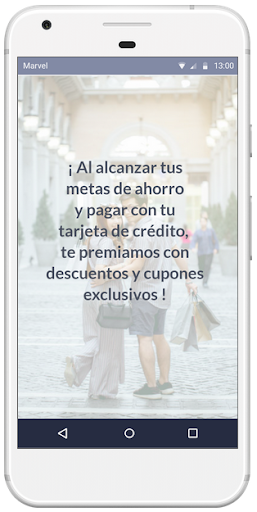 Marvel 13:00
¡ Al alcanzar tus
metas de ahorro
y pagar con tu
tarjeta de crédito,
te premiamos con
descuentos y cupones
exclusivos !